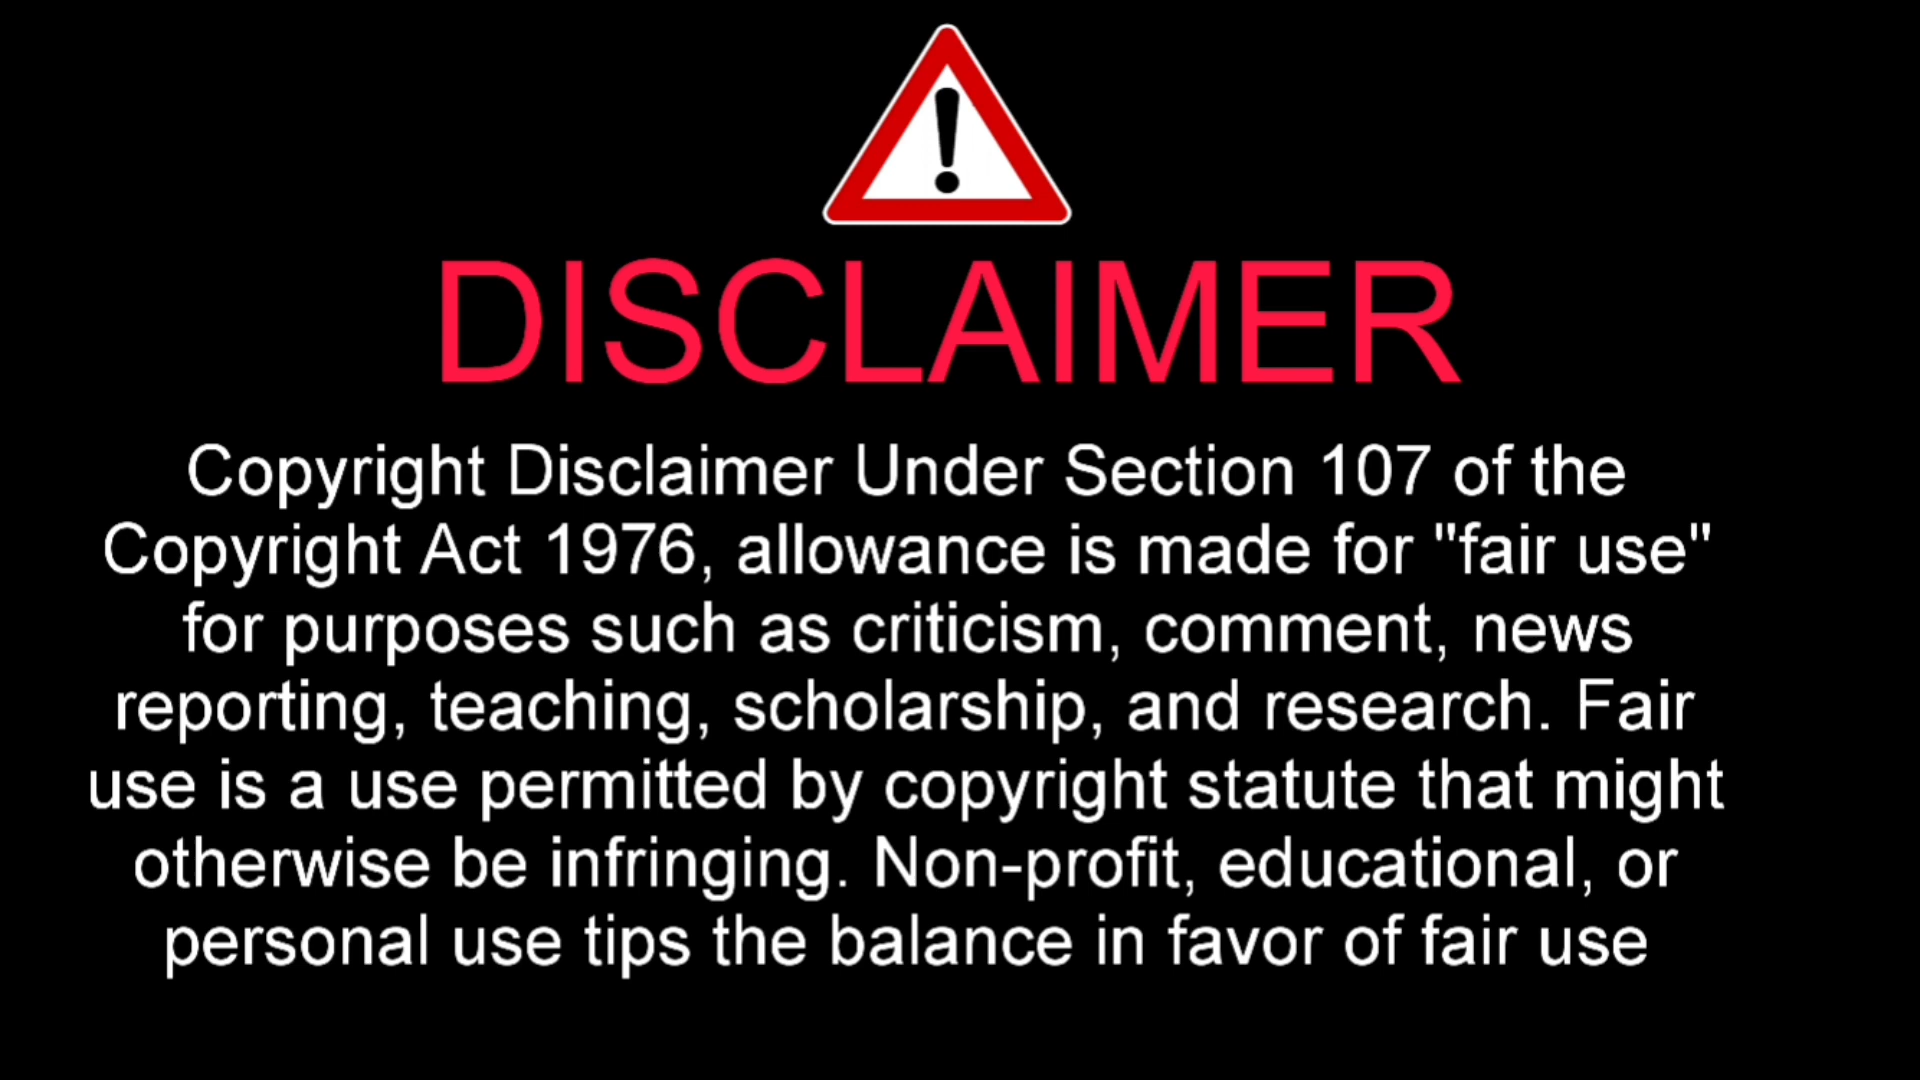 DISCLAIMER
Copyright Disclaimer Under Section 107 of the
Copyright Act 1976, allowance is made for "fair use"
for purposes such as criticism, comment, news
reporting, teaching, scholarship, and research. Fair
use is a use permitted by copyright statute that might
otherwise be infringing. Non-profit, educational, or
personal use tips the balance in favor of fair use